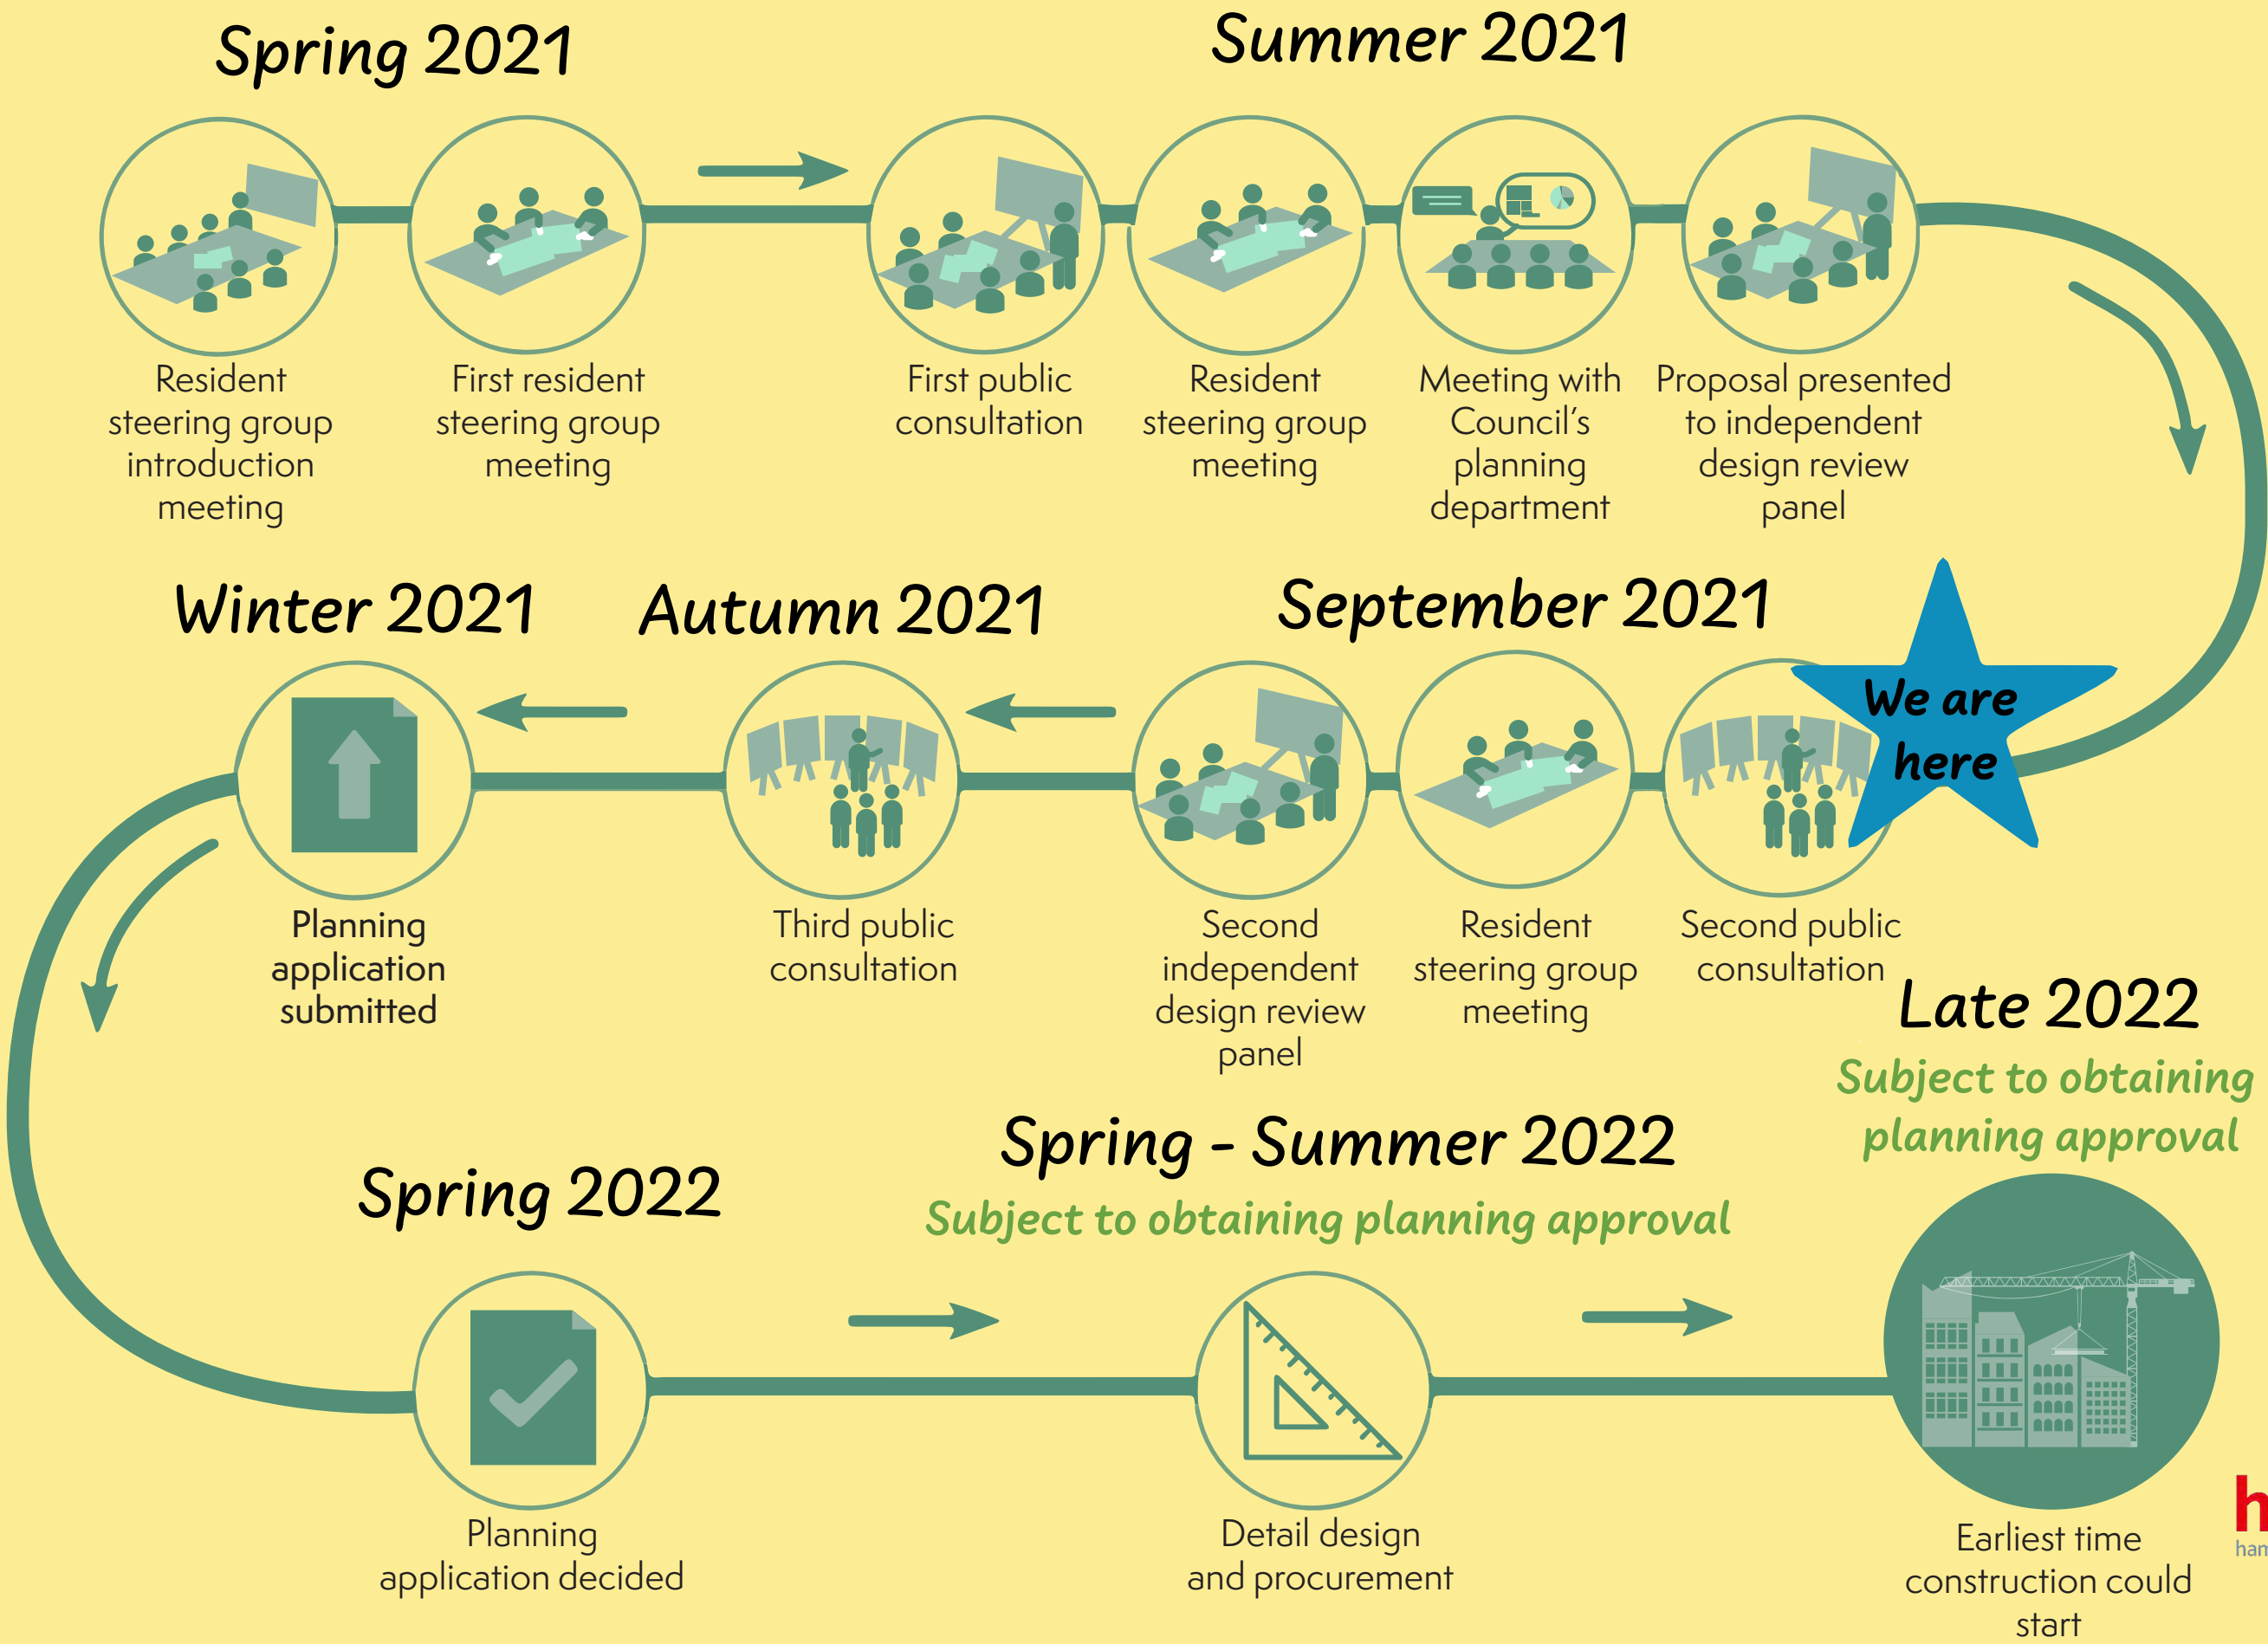 Spring 2021
Summer 2021
Resident
steering group
introduction
meeting
First resident
steering group
meeting
First public
consultation
Resident
steering group
meeting
Meeting with
Council's
planning
department
Proposal presented
to independent
design review
panel
Winter 2021
Autumn 2021
September 2021
We are
here
Planning
application
submitted
Third public
consultation
Second
independent
design review
panel
Resident
steering group
meeting
Second public
consultation
Late 2022
Subject to obtaining
planning approval
Spring - Summer 2022
Subject to obtaining planning approval
Spring 2022
Planning
application decided
Detail design
and procurement
Earliest time
construction could
start
h
ham